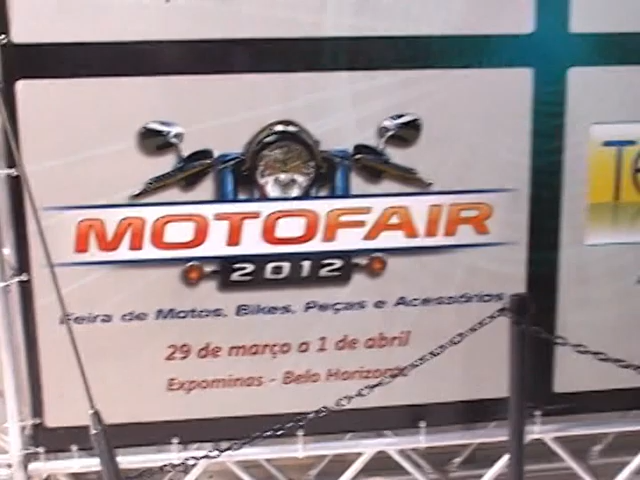 MOTOFAIR
2012
Feira de Motos, Bikes, Peças e Acessórios
29 de março a 1 de abril
Expominas - Belo Horizonte